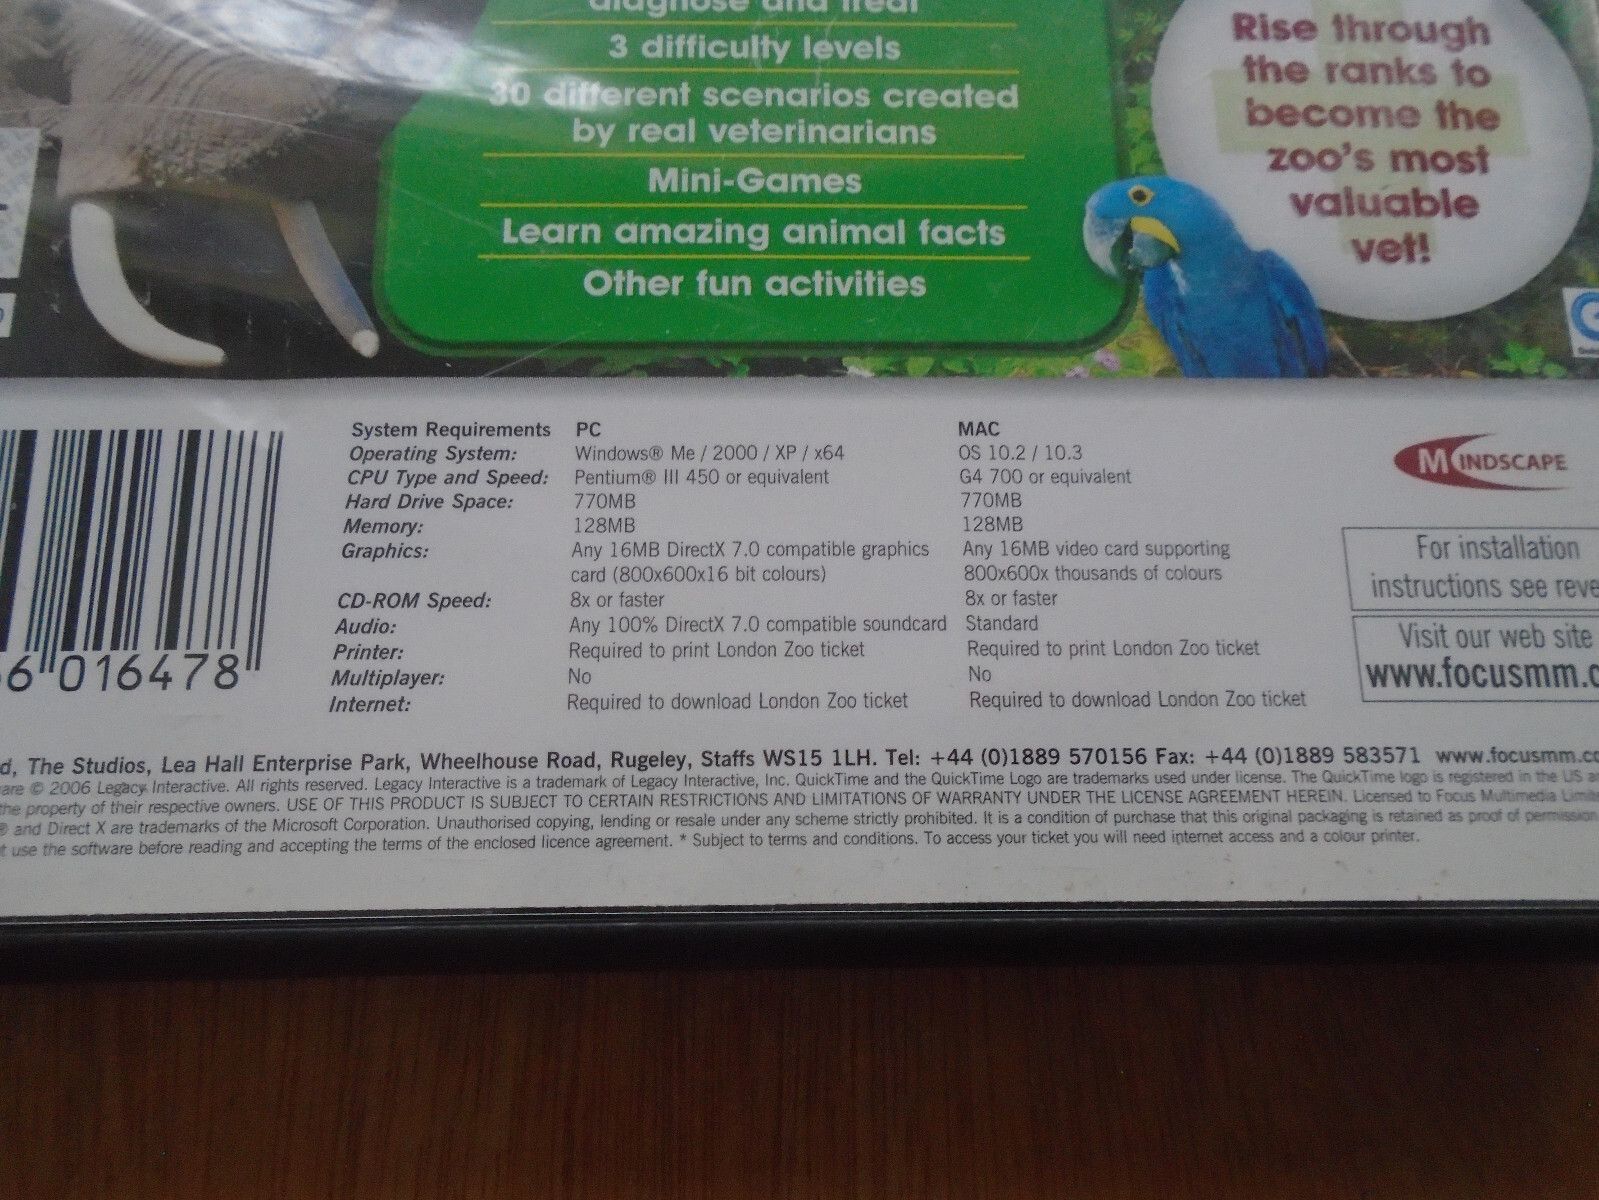 diagnose and treat
3 difficulty levels
30 different scenarios created
by real veterinarians
Mini-Games
Learn amazing animal facts
Other fun activities
Rise through
the ranks to
become the
zoo's most
valuable
vet!
System Requirements PC MAC
Operating System: Windows® Me / 2000 / XP / x64 OS 10.2 / 10.3
CPU Type and Speed: Pentium® III 450 or equivalent G4 700 or equivalent
Hard Drive Space: 770MB 770MB
Memory: 128MB 128MB
Graphics: Any 16MB DirectX 7.0 compatible graphics Any 16MB video card supporting
card (800x600x16 bit colours) 800x600x thousands of colours
CD-ROM Speed: 8x or faster 8x or faster
Audio: Any 100% DirectX 7.0 compatible soundcard Standard
Printer: Required to print London Zoo ticket Required to print London Zoo ticket
Multiplayer: No No
Internet: Required to download London Zoo ticket Required to download London Zoo ticket
6 016478
MINDSCAPE
For installation
instructions see reve
Visit our web site
www.focusmm.c
d, The Studios, Lea Hall Enterprise Park, Wheelhouse Road, Rugeley, Staffs WS15 1LH. Tel: +44 (0)1889 570156 Fax: +44 (0)1889 583571 www.focusmm.co
are © 2006 Legacy Interactive. All rights reserved. Legacy Interactive is a trademark of Legacy Interactive, Inc. QuickTime and the QuickTime Logo are trademarks used under license. The QuickTime logo is registered in the US a
the property of their respective owners. USE OF THIS PRODUCT IS SUBJECT TO CERTAIN RESTRICTIONS AND LIMITATIONS OF WARRANTY UNDER THE LICENSE AGREEMENT HEREIN. Licensed to Focus Multimedia Limite
® and Direct X are trademarks of the Microsoft Corporation. Unauthorised copying, lending or resale under any scheme strictly prohibited. It is a condition of purchase that this original packaging is retained as proof of permission
t use the software before reading and accepting the terms of the enclosed licence agreement. * Subject to terms and conditions. To access your ticket you will need internet access and a colour printer.